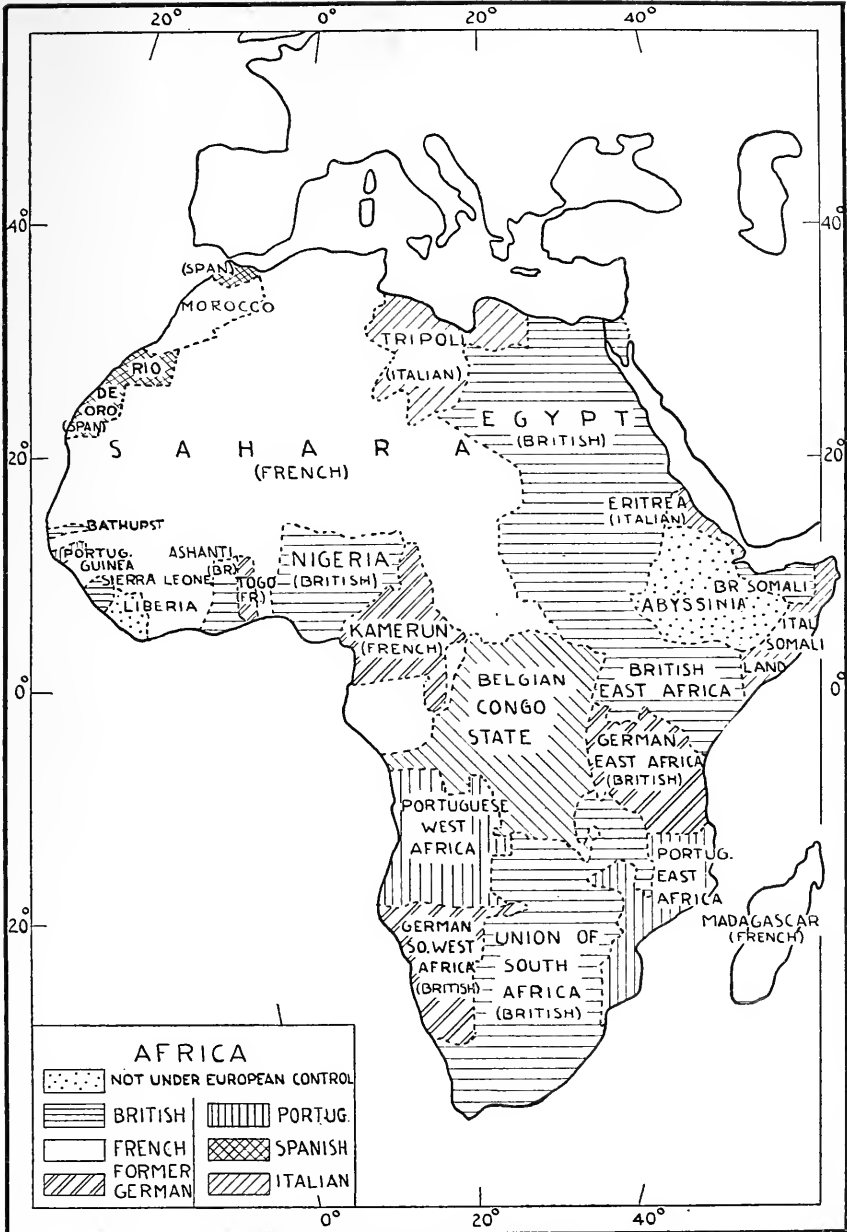 20° 0° 20° 40°
40° 40°
(SPAN)
MOROCCO
TRIPOLI
(ITALIAN)
RIO
DE
ORO
(SPAN)
EGYPT
(BRITISH)
SAHARA
(FRENCH)
20° 20°
ERITREA
(ITALIAN)
BATHURST
(PORTUG.
GUINEA
SIERRA LEONE
LIBERIA
ASHANTI
(BR)
TOGO
(FR.)
NIGERIA
(BRITISH)
KAMERUN
(FRENCH)
BR SOMALI
ABYSSINIA
ITAL
SOMALI
LAND
0° 0°
BELGIAN
CONGO
STATE
BRITISH
EAST AFRICA
GERMAN
EAST AFRICA
(BRITISH)
PORTUGUESE
WEST
AFRICA
PORTUG.
EAST
AFRICA
MADAGASCAR
(FRENCH)
20°
GERMAN
SO. WEST
AFRICA
(BRITISH)
UNION OF
SOUTH
AFRICA
(BRITISH)
AFRICA
NOT UNDER EUROPEAN CONTROL
BRITISH
FRENCH
FORMER
GERMAN
PORTUG.
SPANISH
ITALIAN
0° 20° 40°